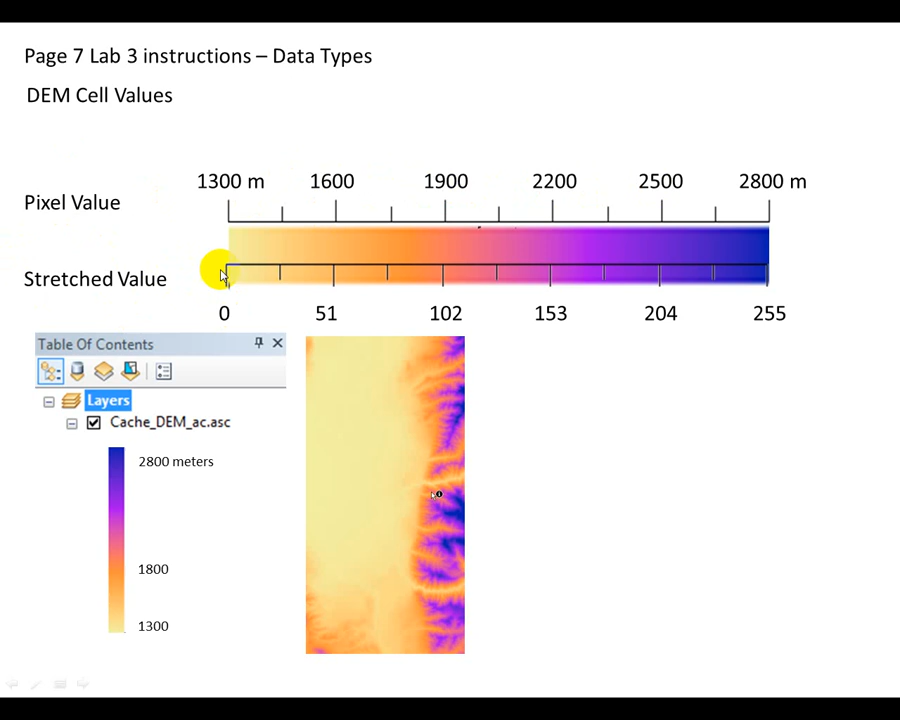 Page 7 Lab 3 instructions – Data Types
DEM Cell Values
1300 m 1600 1900 2200 2500 2800 m
Pixel Value
Stretched Value
0 51 102 153 204 255
Table Of Contents
Layers
Cache_DEM_ac.asc
2800 meters
1800
1300